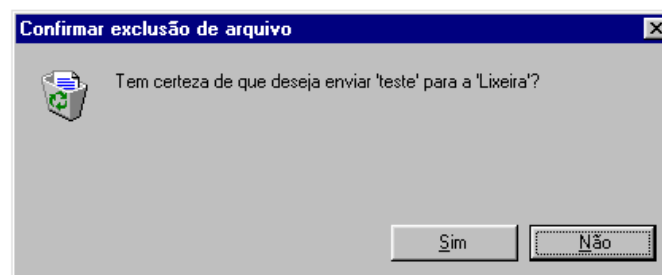 Confirmar exclusão de arquivo
Tem certeza de que deseja enviar 'teste' para a 'Lixeira'?
Sim
Não